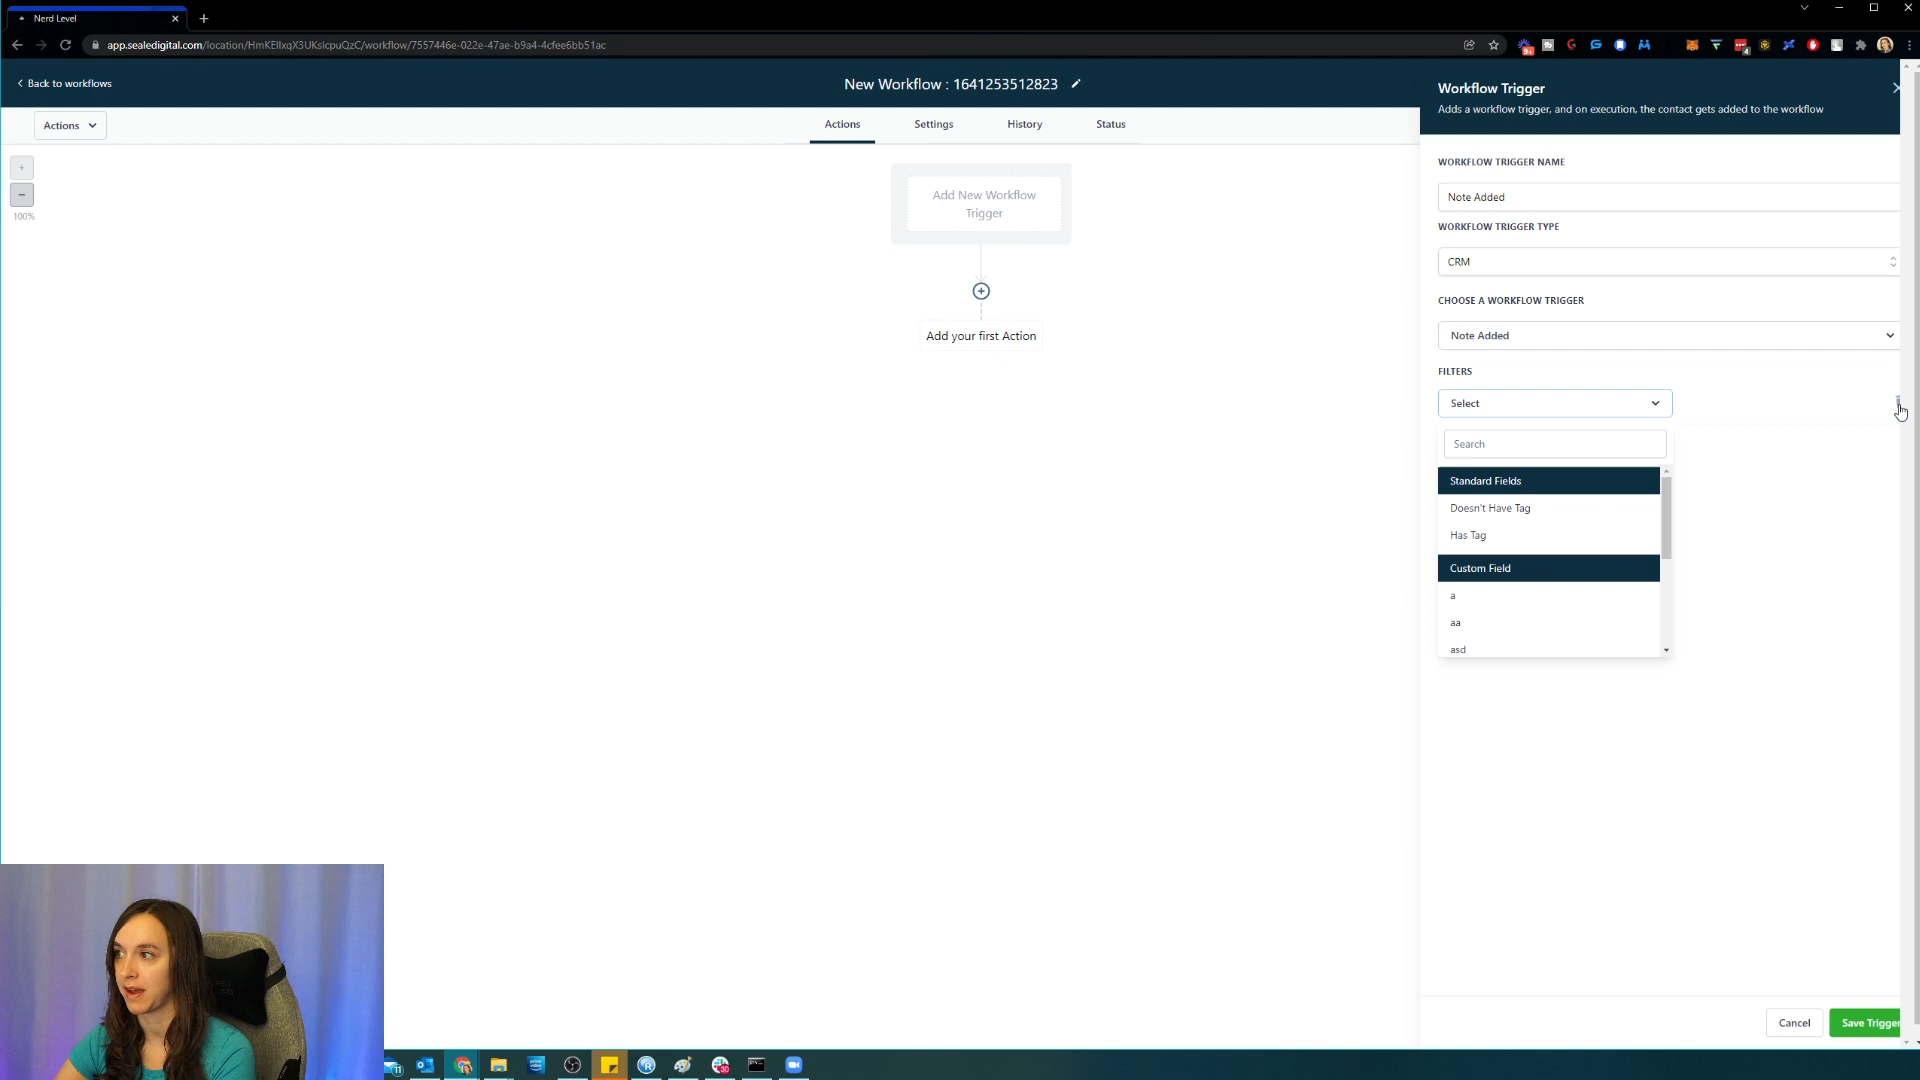 Nerd Level
app.sealedigital.com/location/HmKEIlxqX3UKslcpuQzC/workflow/7557446e-022e-47ae-b9a4-4cfee6bb51ac
Back to workflows
New Workflow : 1641253512823
Actions
Actions
Settings
History
Status
+
−
100%
Add New Workflow
Trigger
Add your first Action
Workflow Trigger
Adds a workflow trigger, and on execution, the contact gets added to the workflow
WORKFLOW TRIGGER NAME
Note Added
WORKFLOW TRIGGER TYPE
CRM
CHOOSE A WORKFLOW TRIGGER
Note Added
FILTERS
Select
Search
Standard Fields
Doesn't Have Tag
Has Tag
Custom Field
a
aa
asd
Cancel
Save Trigger